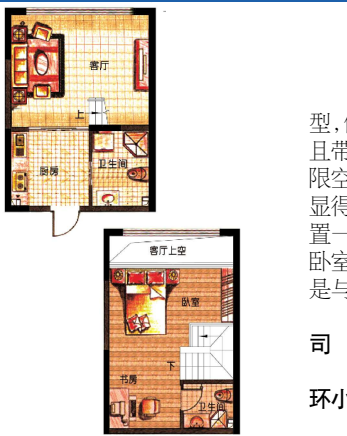 客厅
上
厨房
卫生间
客厅上空
卧室
下
书房
卫生间
型,
且带
限空
显得
置一
卧室
是与
司
环小